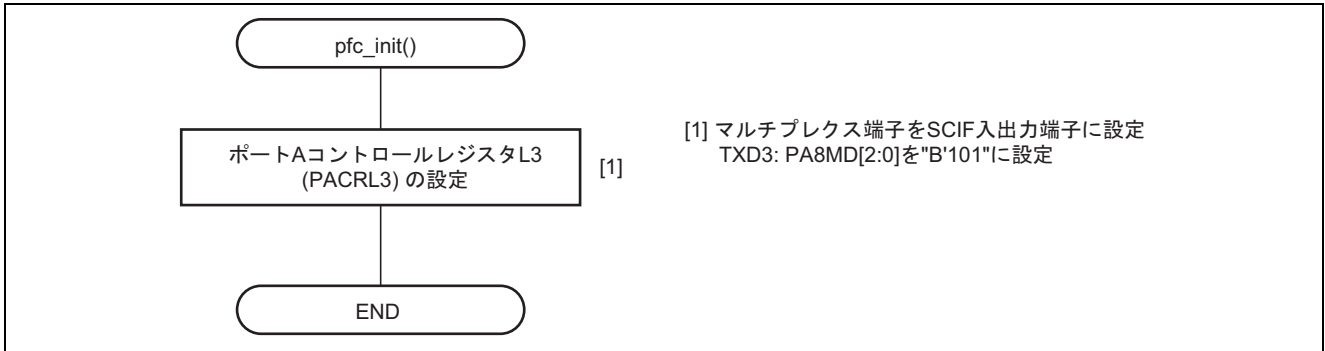 pfc_init()
ポートAコントロールレジスタL3
(PACRL3) の設定
[1]
[1] マルチプレクス端子をSCIF入出力端子に設定
TXD3: PA8MD[2:0]を"B'101"に設定
END